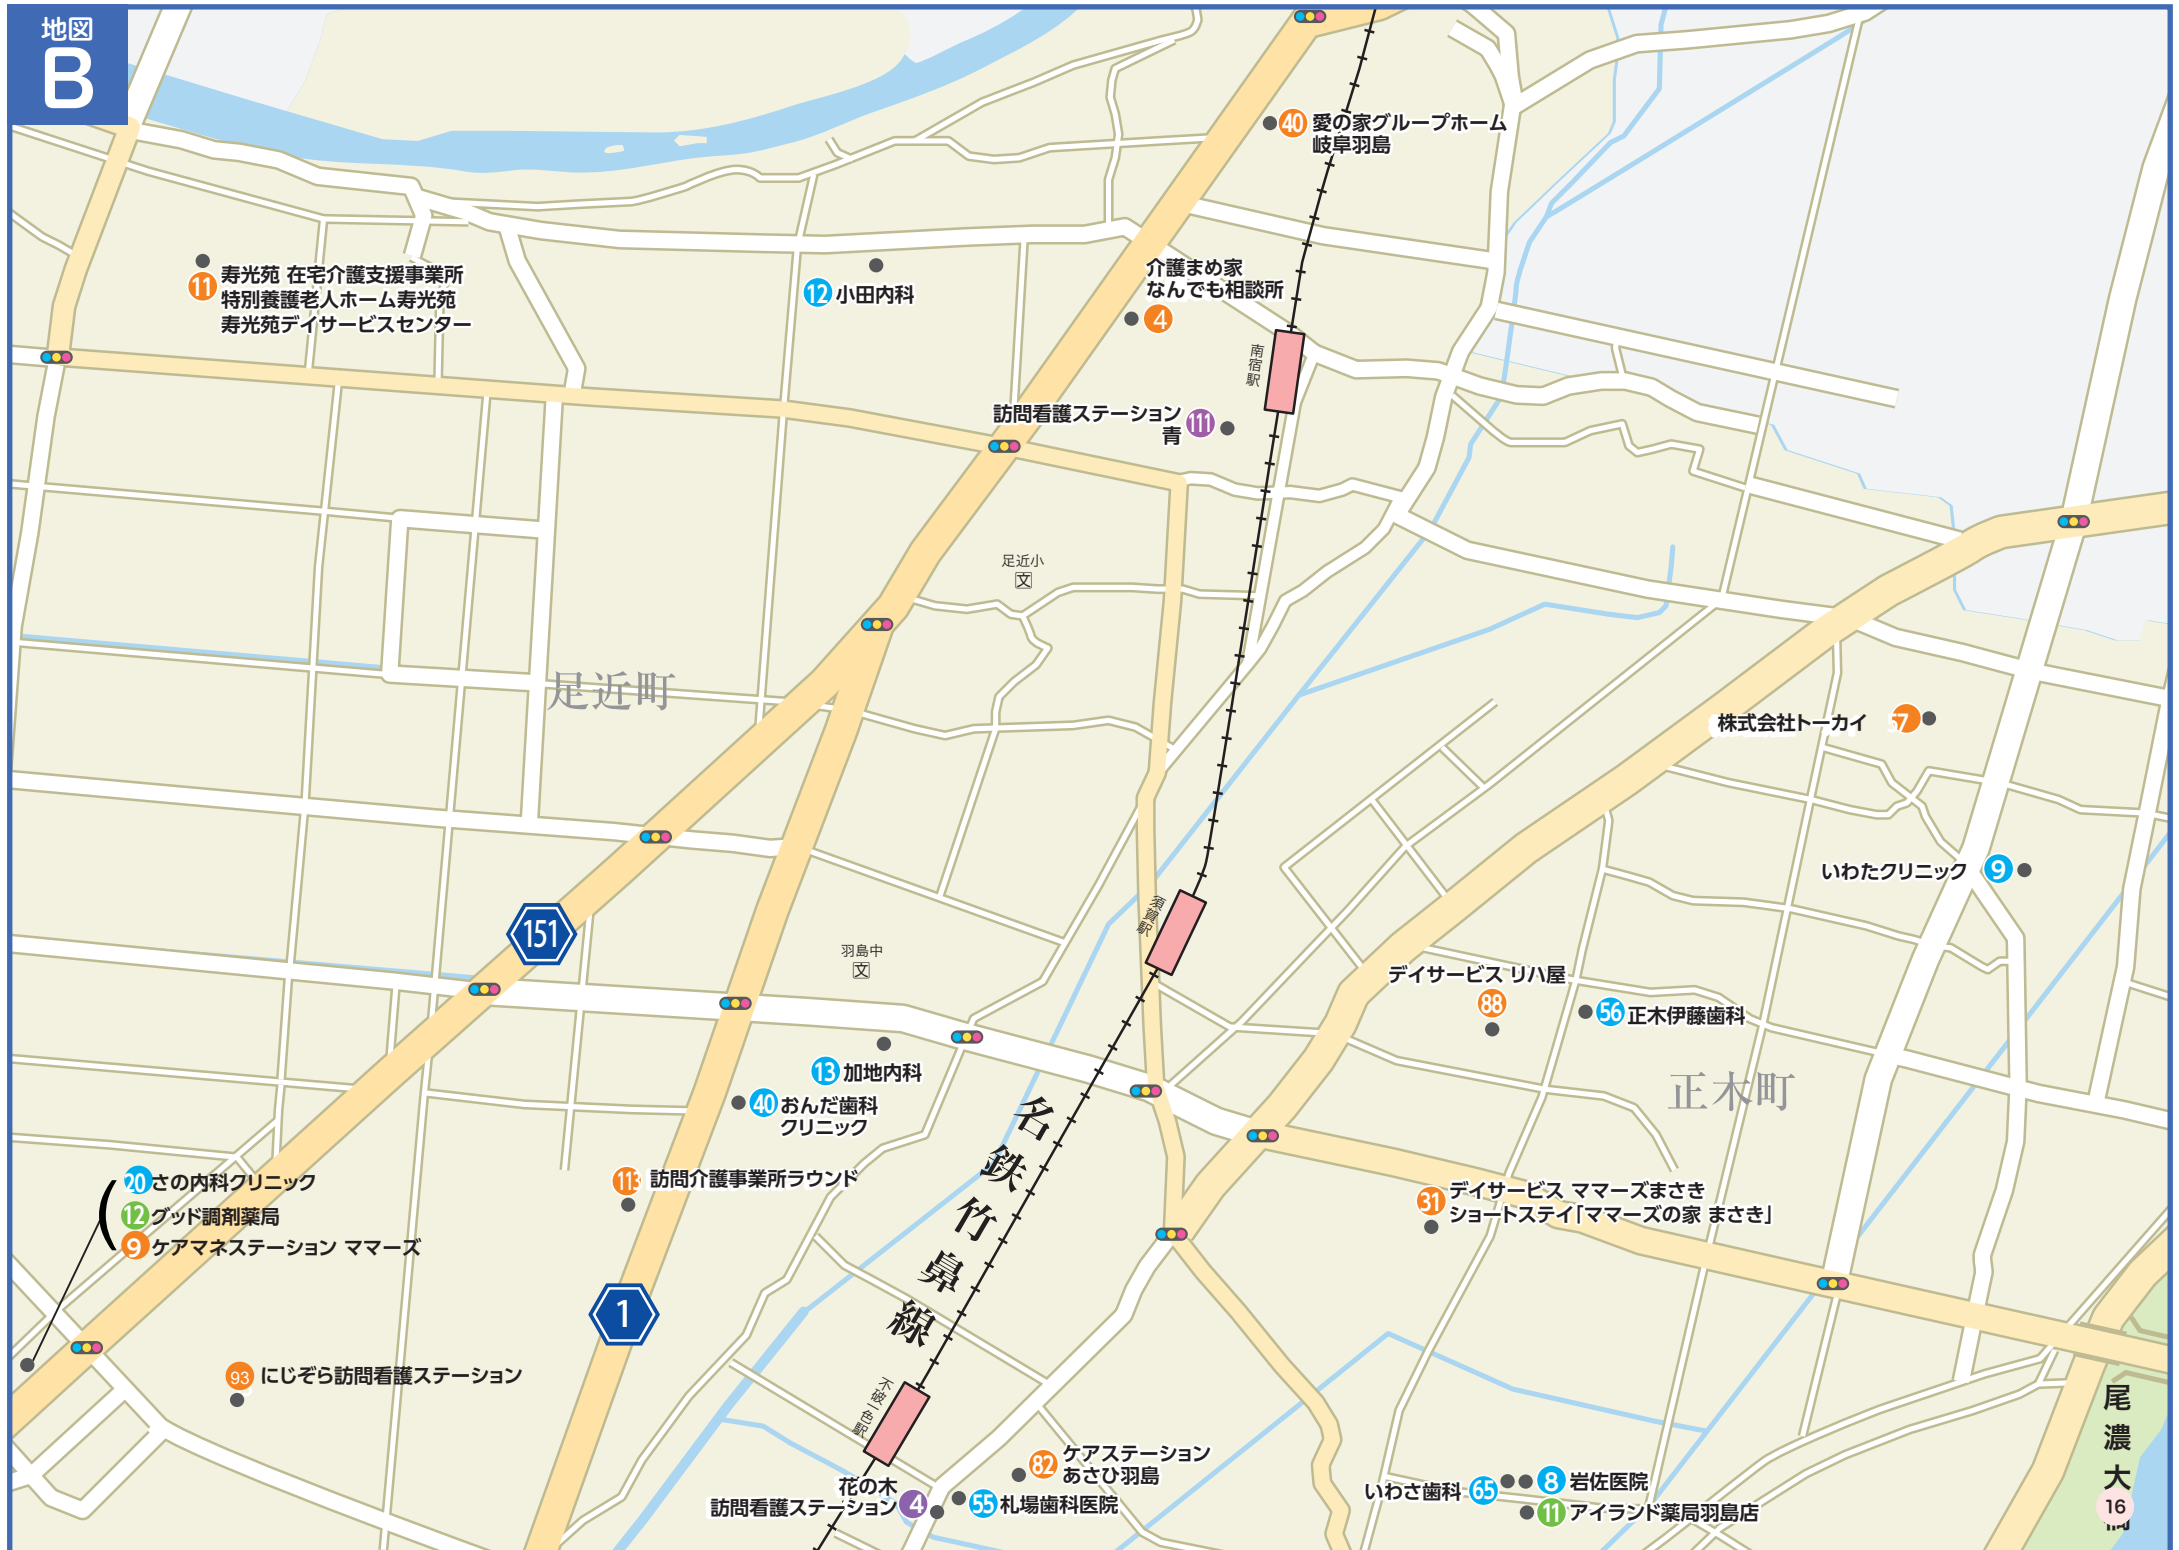 地図
B
40 愛の家グループホーム
岐阜羽島
11 寿光苑 在宅介護支援事業所
特別養護老人ホーム寿光苑
寿光苑デイサービスセンター
12 小田内科
介護まめ家
なんでも相談所
4
南宿駅
訪問看護ステーション
青
111
足近小
文
足近町
株式会社トーカイ 57
いわたクリニック 9
須賀駅
151
羽島中
文
デイサービス リハ屋
88
56 正木伊藤歯科
正木町
13 加地内科
40 おんだ歯科
クリニック
名鉄竹鼻線
20 さの内科クリニック
12 グッド調剤薬局
9 ケアマネステーション ママーズ
113 訪問介護事業所ラウンド
31 デイサービス ママーズまさき
ショートステイ「ママーズの家 まさき」
1
93 にじぞら訪問看護ステーション
不破一色駅
尾濃大
16
82 ケアステーション
あさひ羽島
花の木
訪問看護ステーション 4
55 札場歯科医院
いわさ歯科 65
8 岩佐医院
11 アイランド薬局羽島店